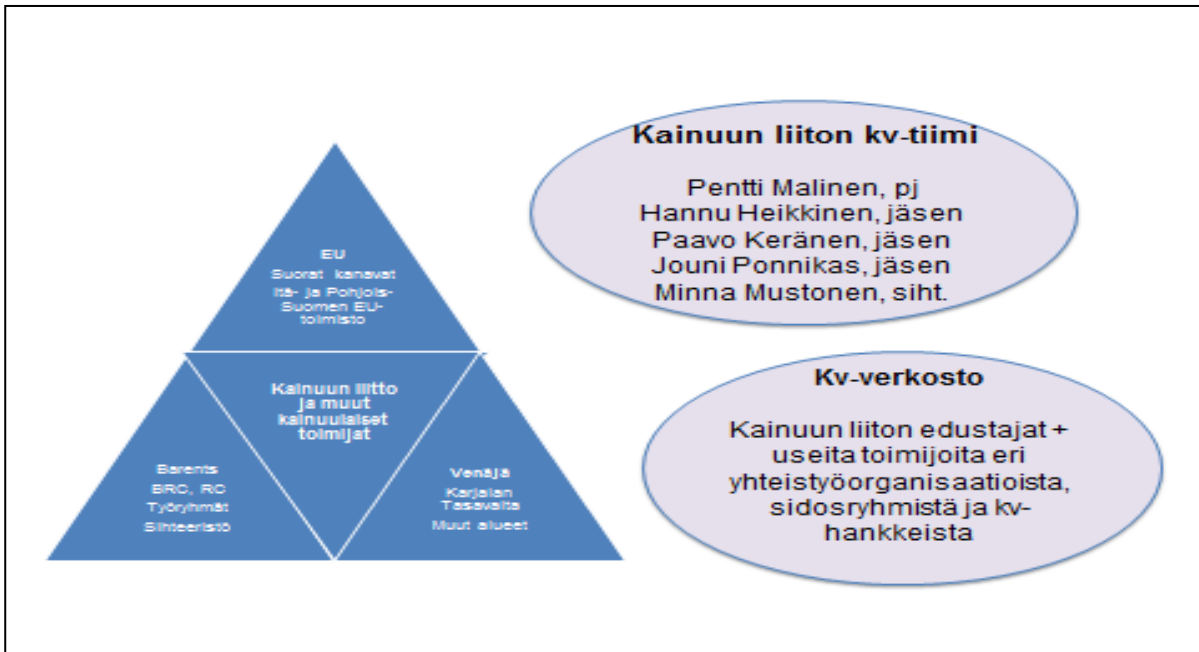 EU
Suorat kanavat
Itä- ja Pohjois-
Suomen EU-
toimisto
Kainuun liitto
ja muut
kainuulaiset
toimijat
Barents
BRC, RC
Työryhmät
Sihteeristö
Venäjä
Karjalan
Tasavalta
Muut alueet
Kainuun liiton kv-tiimi
Pentti Malinen, pj
Hannu Heikkinen, jäsen
Paavo Keränen, jäsen
Jouni Ponnikas, jäsen
Minna Mustonen, siht.
Kv-verkosto
Kainuun liiton edustajat +
useita toimijoita eri
yhteistyöorganisaatioista,
sidosryhmistä ja kv-
hankkeista